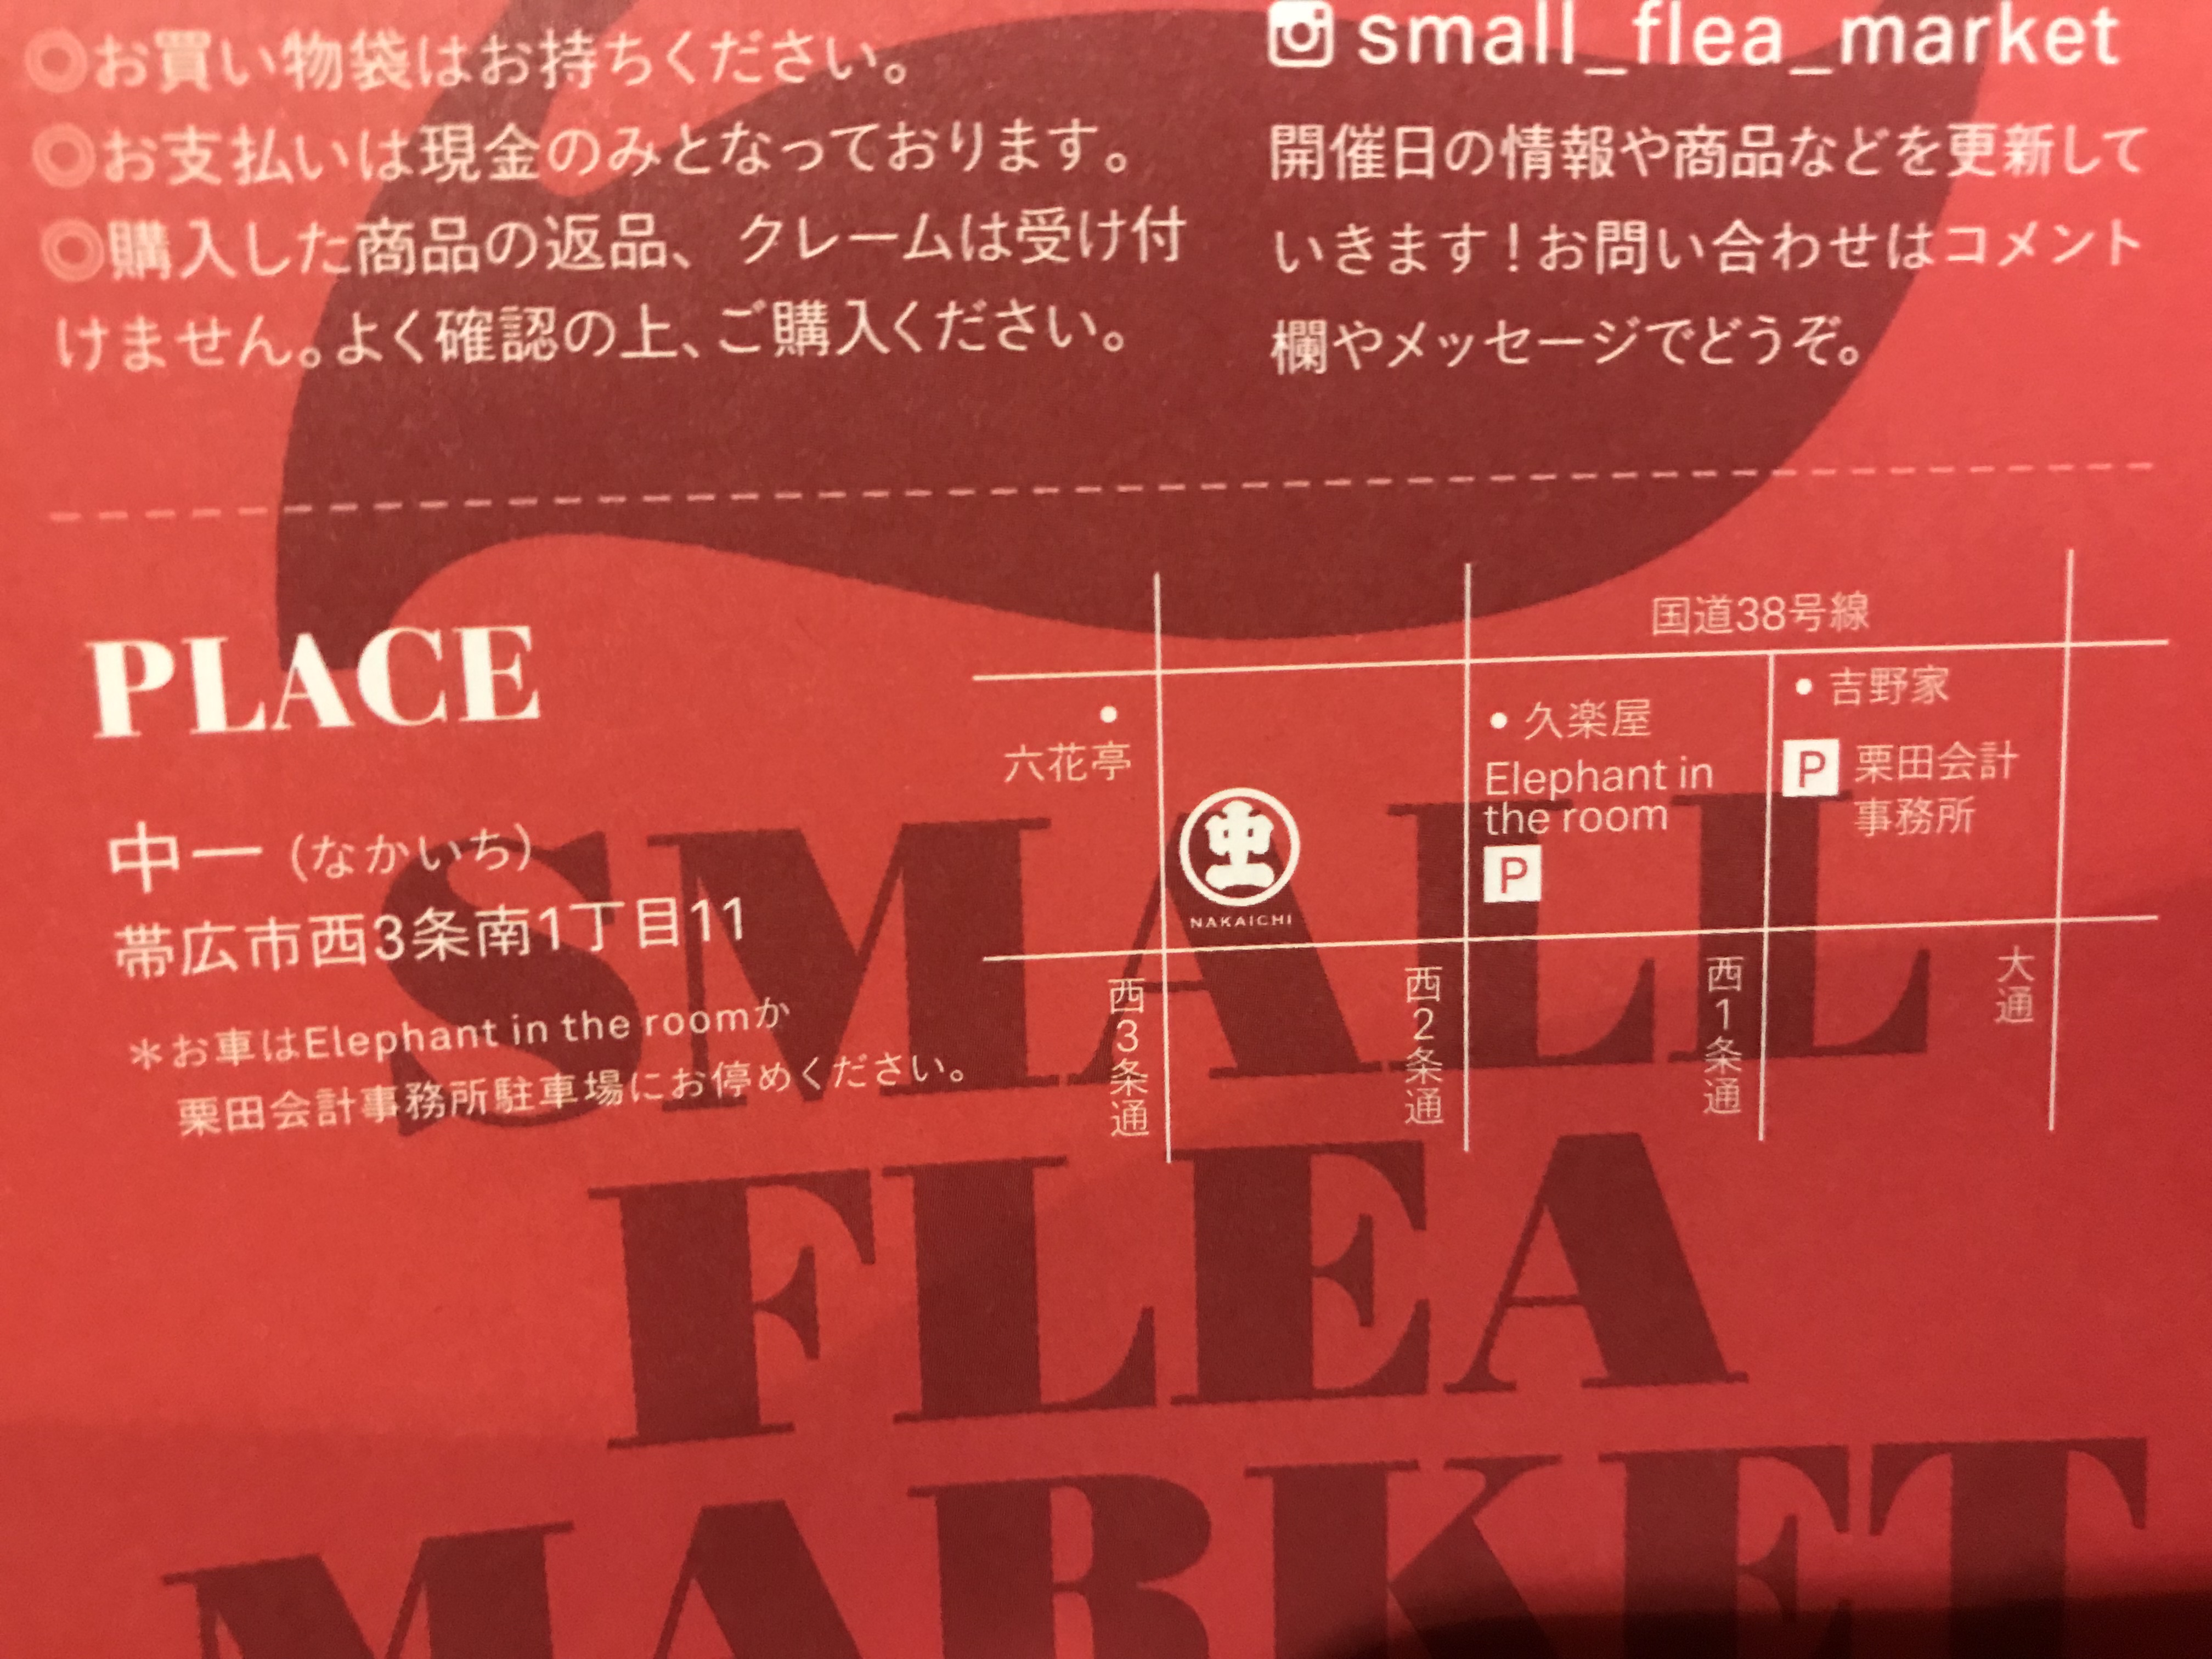 ◎お買い物袋はお持ちください。
◎お支払いは現金のみとなっております。
◎購入した商品の返品、クレームは受け付
けません。よく確認の上、ご購入ください。
small_flea_market
開催日の情報や商品などを更新して
いきます！お問い合わせはコメント
欄やメッセージでどうぞ。
PLACE
中一（なかいち）
帯広市西3条南1丁目11
＊お車はElephant in the roomか
栗田会計事務所駐車場にお停めください。
国道38号線
六花亭
・久楽屋
Elephant in
the room
P
・吉野家
P 栗田会計
事務所
中一
NAKAICHI
西3条通
西2条通
西1条通
大通
SMALL
FLEA
MARKET